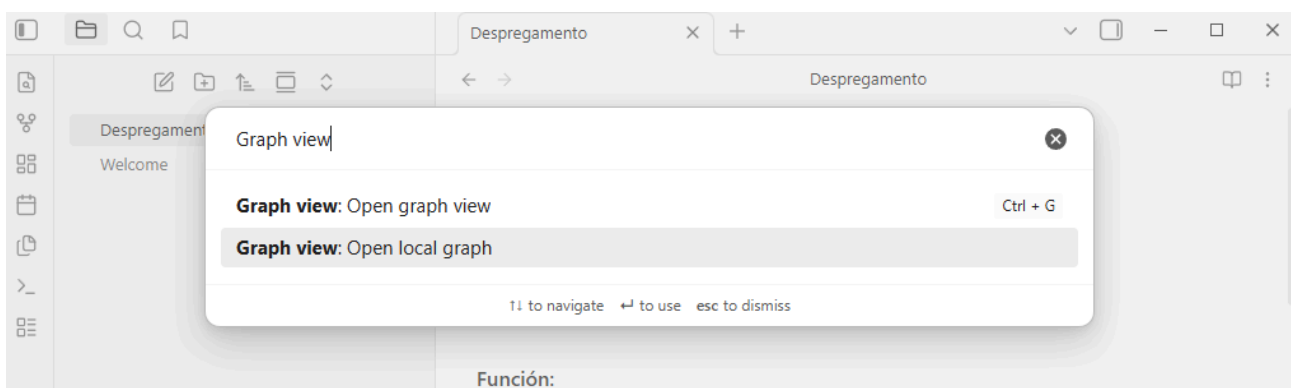 Despregamento
Despregamento
Despregament
Welcome
Graph view
Graph view: Open graph view
Ctrl + G
Graph view: Open local graph
↑↓ to navigate ↵ to use esc to dismiss
Función: